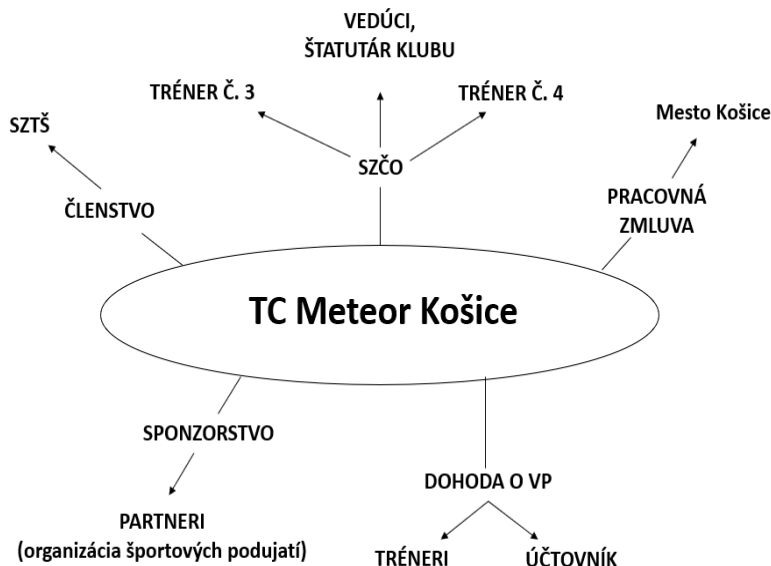 VEDÚCI,
ŠTATUTÁR KLUBU
TRÉNER Č. 3
TRÉNER Č. 4
SZTŠ
Mesto Košice
SZČO
ČLENSTVO
PRACOVNÁ
ZMLUVA
TC Meteor Košice
SPONZORSTVO
DOHODA O VP
PARTNERI
(organizácia športových podujatí)
TRÉNERI
ÚČTOVNÍK